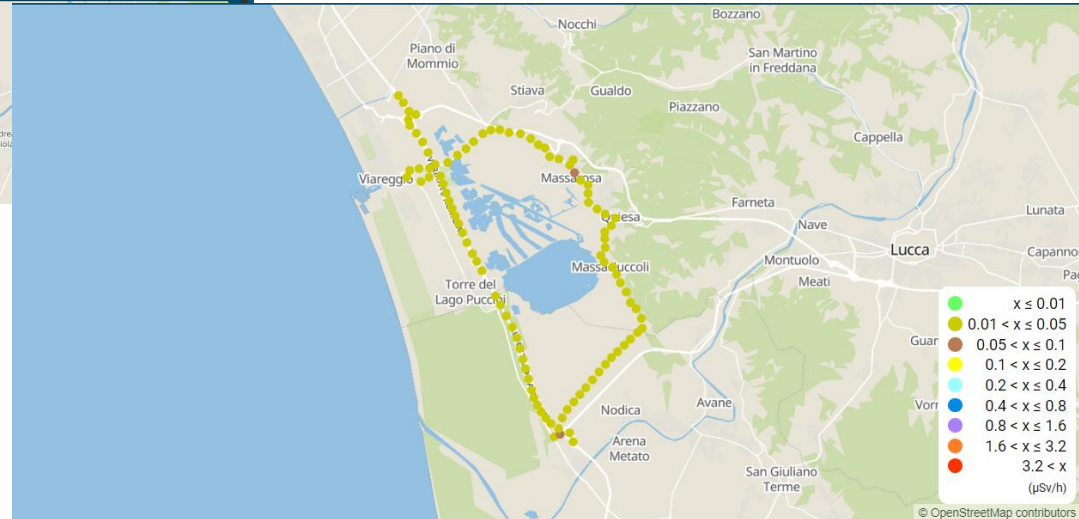 Bozzano
Nocchi
Piano di
Mommio
San Martino
in Freddana
Stiava
Gualdo
Piazzano
Cappella
Viareggio
Massarosa
Farneta
Lunata
Quiesa
Nave
Lucca
Capanno
Montuolo
Massaciuccoli
Meati
Torre del
Lago Puccini
Guar
Nodica
Avane
Vorn
Arena
Metato
San Giuliano
Terme
x ≤ 0.01
0.01 < x ≤ 0.05
0.05 < x ≤ 0.1
0.1 < x ≤ 0.2
0.2 < x ≤ 0.4
0.4 < x ≤ 0.8
0.8 < x ≤ 1.6
1.6 < x ≤ 3.2
3.2 < x
(μSv/h)
© OpenStreetMap contributors